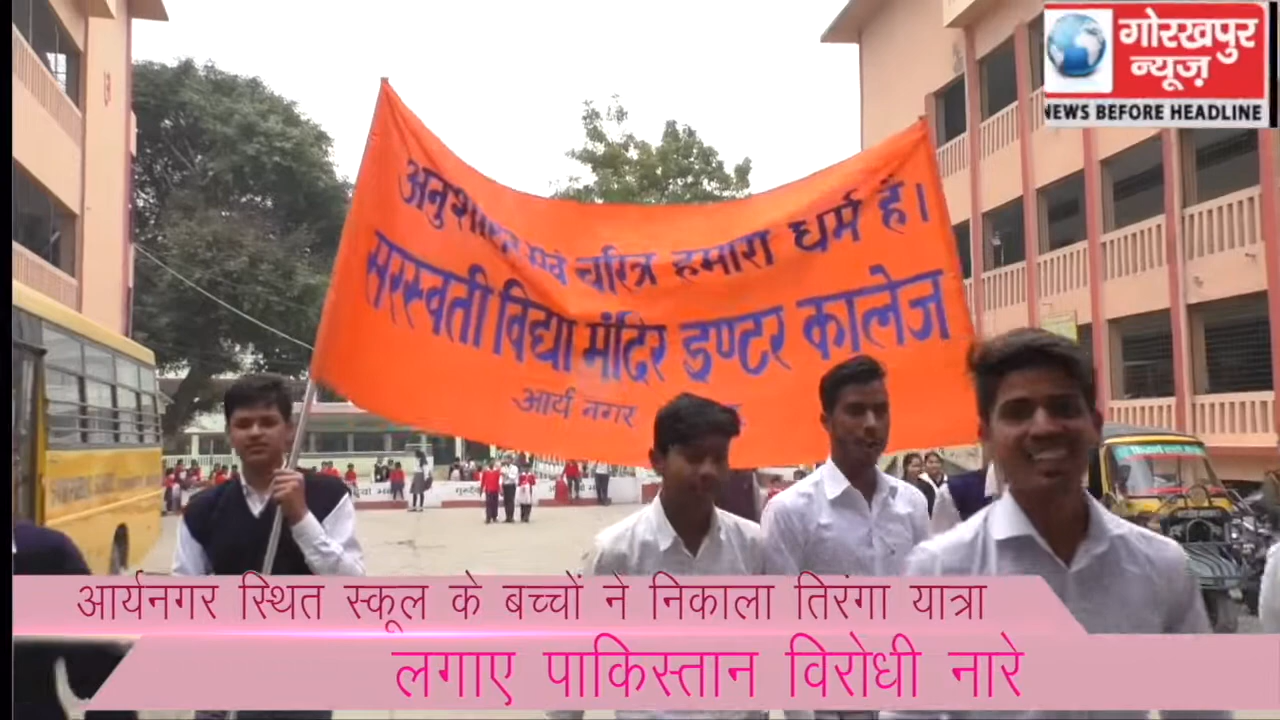 गोरखपुर
न्यूज़
NEWS BEFORE HEADLINE
अनुशासन एवं चरित्र हमारा धर्म है।
सरस्वती विद्या मंदिर इण्टर कालेज
आर्य नगर
आर्यनगर स्थित स्कूल के बच्चों ने निकाला तिरंगा यात्रा
लगाए पाकिस्तान विरोधी नारे